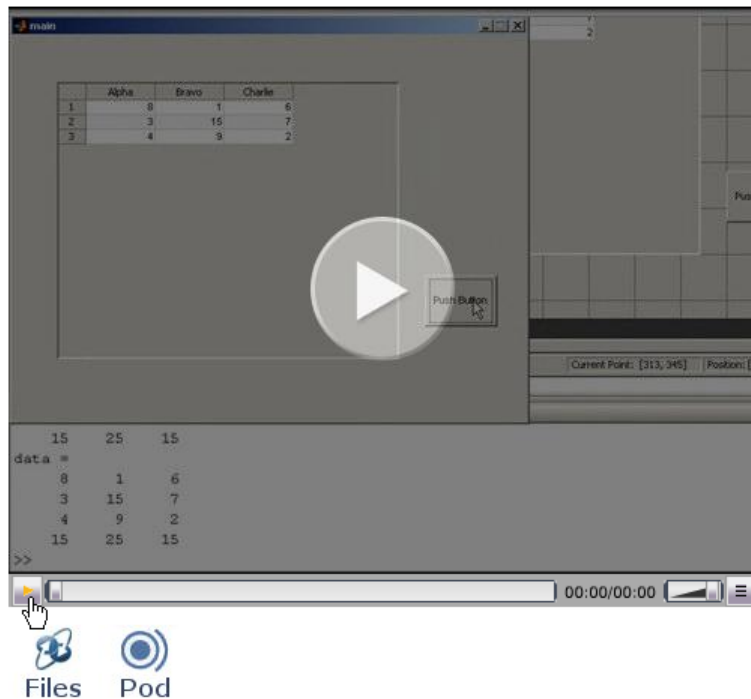 main
2
Alpha Bravo Charlie
1 8 1 6
2 3 15 7
3 4 9 2
Push Button
Current Point: [313, 345] Position: [
15 25 15
data =
8 1 6
3 15 7
4 9 2
15 25 15
>>
00:00/00:00
Files Pod